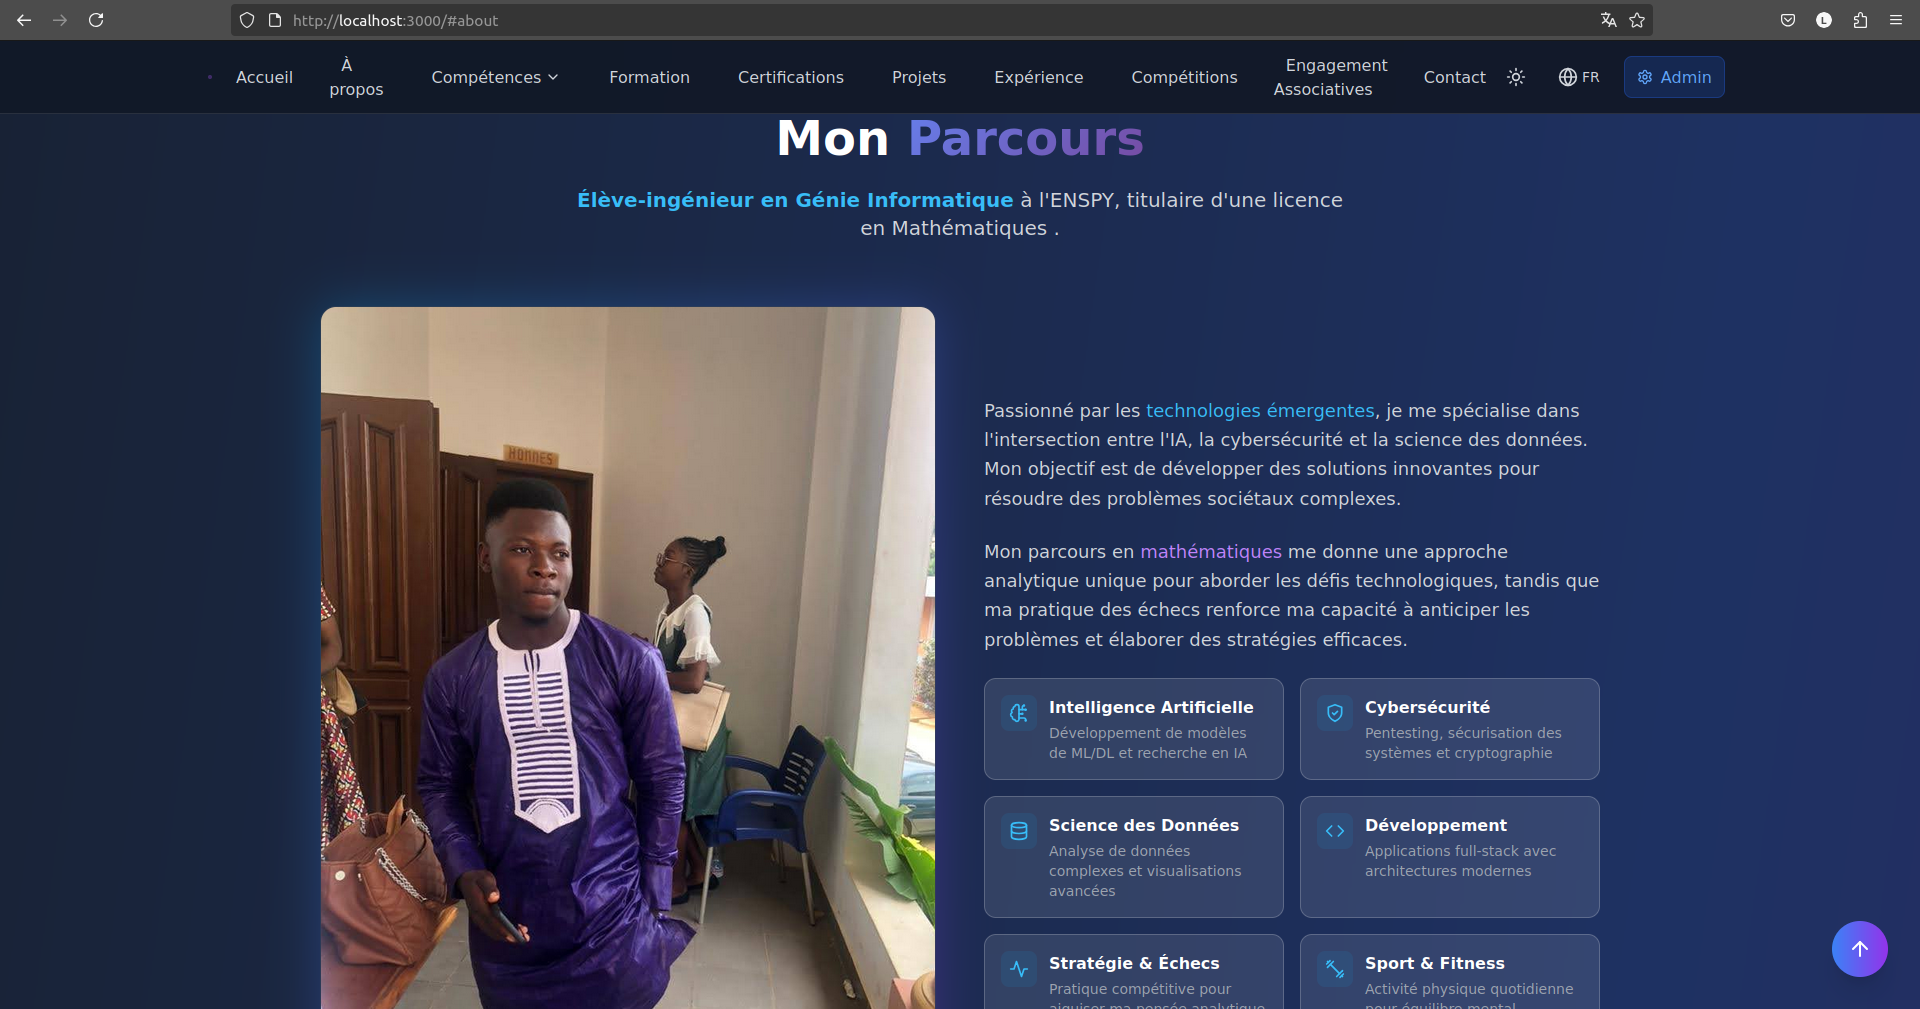 http://localhost:3000/#about
Accueil
À
propos
Compétences
Formation
Certifications
Projets
Expérience
Compétitions
Engagement
Associatives
Contact
FR
Admin
Mon Parcours
Élève-ingénieur en Génie Informatique à l'ENSPY, titulaire d'une licence
en Mathématiques .
HOMMES
Passionné par les technologies émergentes, je me spécialise dans
l'intersection entre l'IA, la cybersécurité et la science des données.
Mon objectif est de développer des solutions innovantes pour
résoudre des problèmes sociétaux complexes.
Mon parcours en mathématiques me donne une approche
analytique unique pour aborder les défis technologiques, tandis que
ma pratique des échecs renforce ma capacité à anticiper les
problèmes et élaborer des stratégies efficaces.
Intelligence Artificielle
Développement de modèles
de ML/DL et recherche en IA
Cybersécurité
Pentesting, sécurisation des
systèmes et cryptographie
Science des Données
Analyse de données
complexes et visualisations
avancées
Développement
Applications full-stack avec
architectures modernes
Stratégie & Échecs
Pratique compétitive pour
aiguiser ma pensée analytique
Sport & Fitness
Activité physique quotidienne
pour équilibre mental